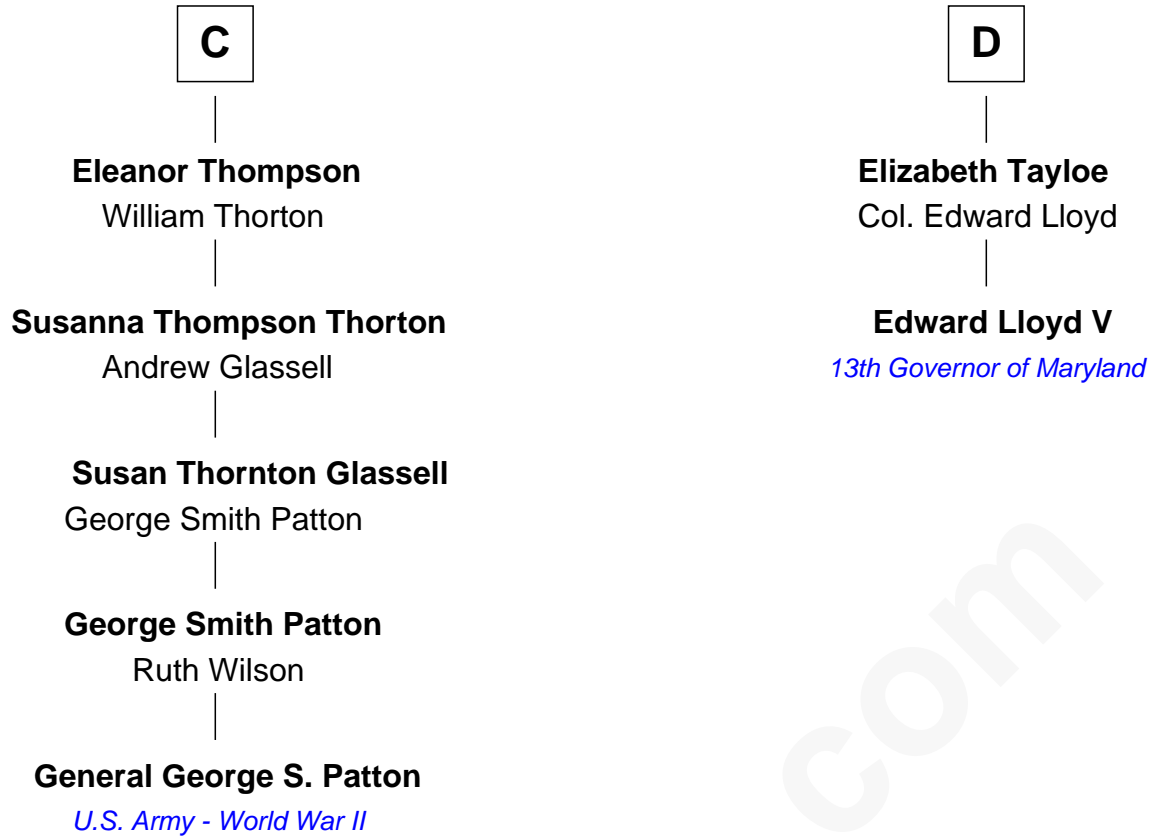 C
Eleanor Thompson
William Thorton
Susanna Thompson Thorton
Andrew Glassell
Susan Thornton Glassell
George Smith Patton
George Smith Patton
Ruth Wilson
General George S. Patton
U.S. Army - World War II
D
Elizabeth Tayloe
Col. Edward Lloyd
Edward Lloyd V
13th Governor of Maryland
com